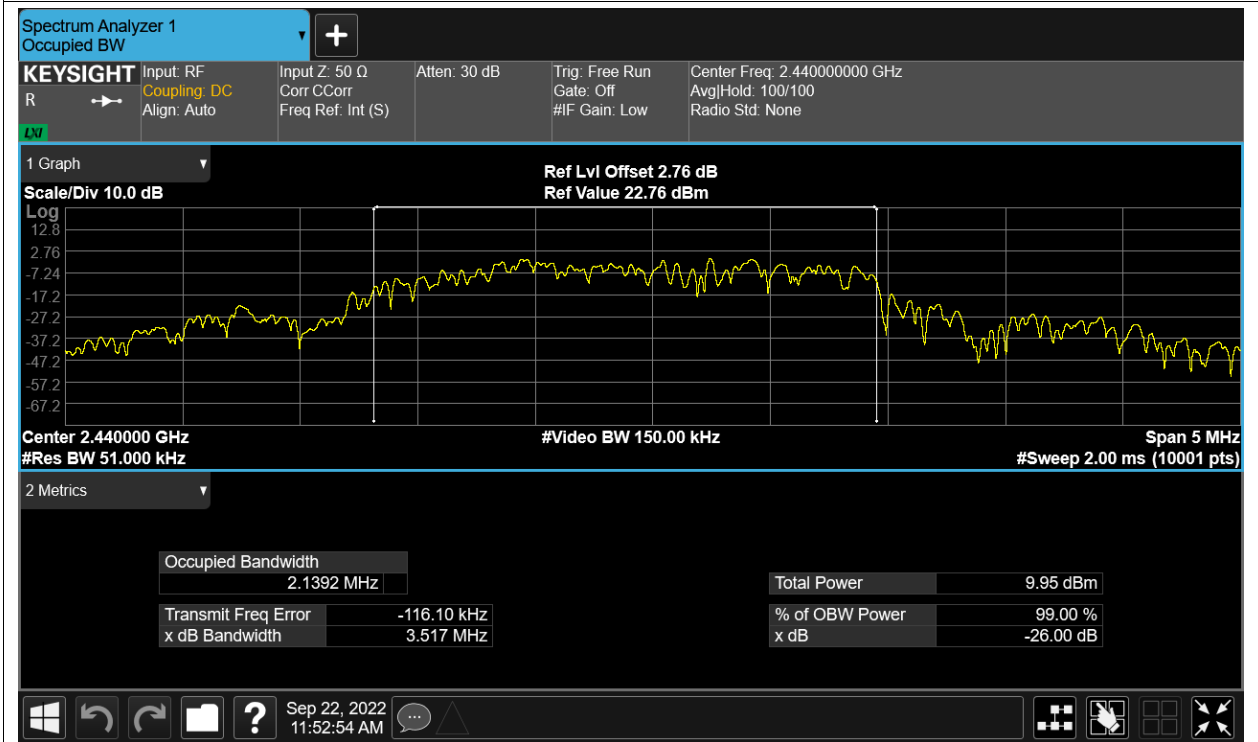 Spectrum Analyzer 1
Occupied BW
KEYSIGHT
R
LXI
Input: RF
Coupling: DC
Align: Auto
Input Z: 50 Ω
Corr CCorr
Freq Ref: Int (S)
Atten: 30 dB
Trig: Free Run
Gate: Off
#IF Gain: Low
Center Freq: 2.440000000 GHz
Avg|Hold: 100/100
Radio Std: None
1 Graph
Scale/Div 10.0 dB
Ref Lvl Offset 2.76 dB
Ref Value 22.76 dBm
Log
12.8
2.76
-7.24
-17.2
-27.2
-37.2
-47.2
-57.2
-67.2
Center 2.440000 GHz
#Res BW 51.000 kHz
#Video BW 150.00 kHz
Span 5 MHz
#Sweep 2.00 ms (10001 pts)
2 Metrics
Occupied Bandwidth
2.1392 MHz
Transmit Freq Error -116.10 kHz
x dB Bandwidth 3.517 MHz
Total Power 9.95 dBm
% of OBW Power 99.00 %
x dB -26.00 dB
?
Sep 22, 2022
11:52:54 AM